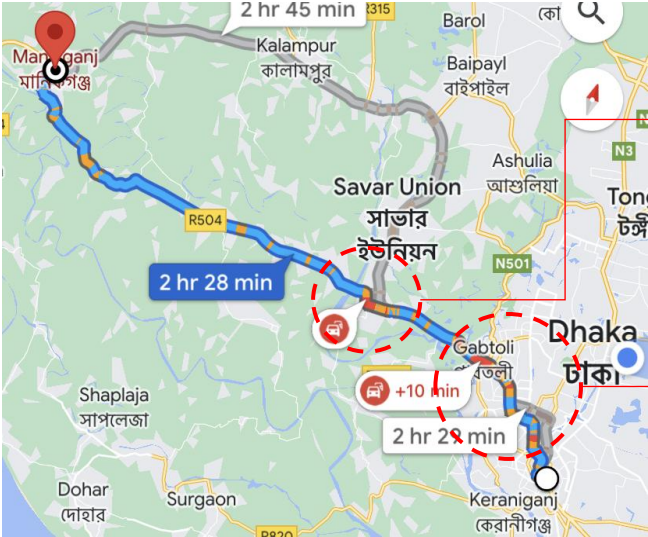 2 hr 45 min
R315
Barol
কো
Kalampur
কালামপুর
Baipayl
বাইপাইল
মানিকগঞ্জ
N3
Ashulia
আশুলিয়া
Savar Union
সাভার
ইউনিয়ন
Tong
টঙ্গী
R504
N501
2 hr 28 min
Dhaka
ঢাকা
Gabtoli
গাবতলী
+10 min
Shaplaja
সাপলেজা
2 hr 29 min
Dohar
দোহার
Surgaon
Keraniganj
কেরানীগঞ্জ
R820